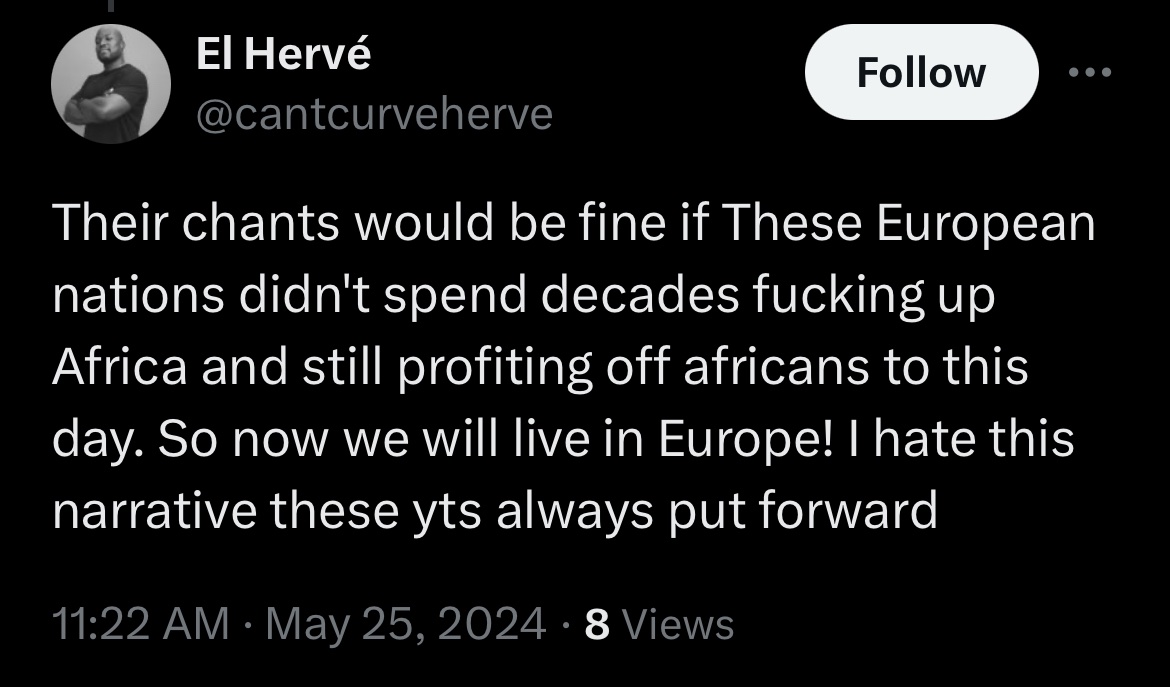 El Hervé
@cantcurveherve
Follow
Their chants would be fine if These European
nations didn't spend decades fucking up
Africa and still profiting off africans to this
day. So now we will live in Europe! I hate this
narrative these yts always put forward
11:22 AM · May 25, 2024 · 8 Views